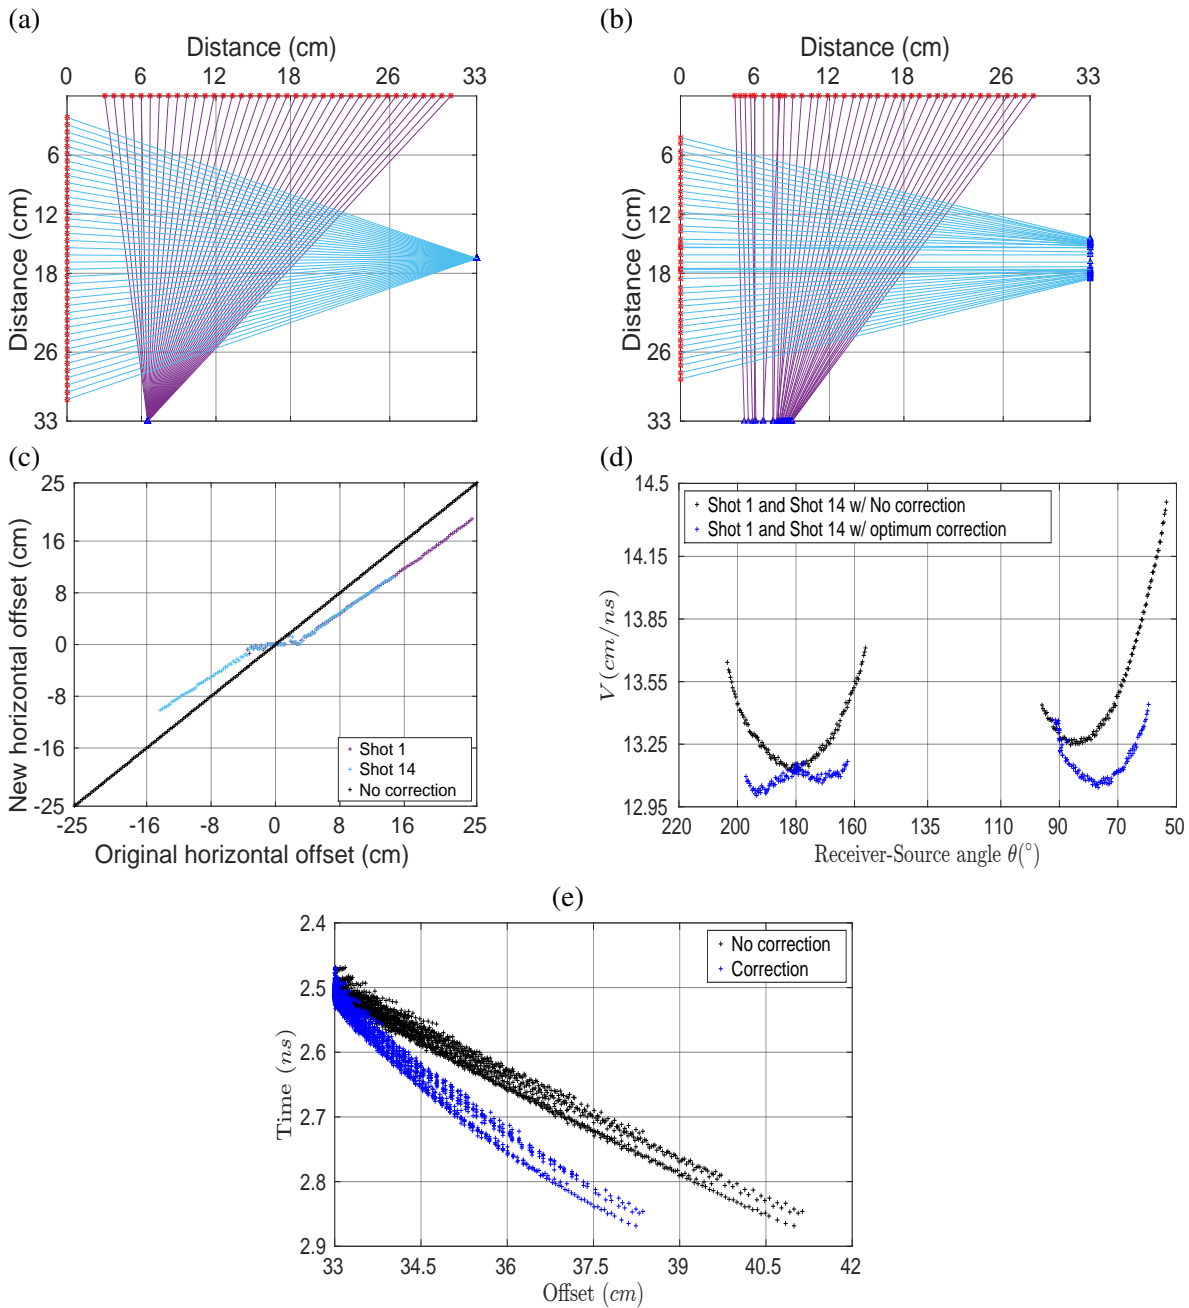 (a)
Distance (cm)
0 6 12 18 26 33
Distance (cm)
6
12
18
26
33
(b)
Distance (cm)
0 6 12 18 26 33
Distance (cm)
6
12
18
26
33
(c)
New horizontal offset (cm)
25
16
8
0
-8
-16
-25
Shot 1
Shot 14
No correction
-25 -16 -8 0 8 16 25
Original horizontal offset (cm)
(d)
V(cm/ns)
14.5
14.15
13.85
13.55
13.25
12.95
Shot 1 and Shot 14 w/ No correction
Shot 1 and Shot 14 w/ optimum correction
220 200 180 160 110 90 70 50
Receiver-Source angle θ(°)
(e)
Time (ns)
2.4
2.5
2.6
2.7
2.8
2.9
No correction
Correction
33 34.5 36 37.5 39 40.5 42
Offset (cm)